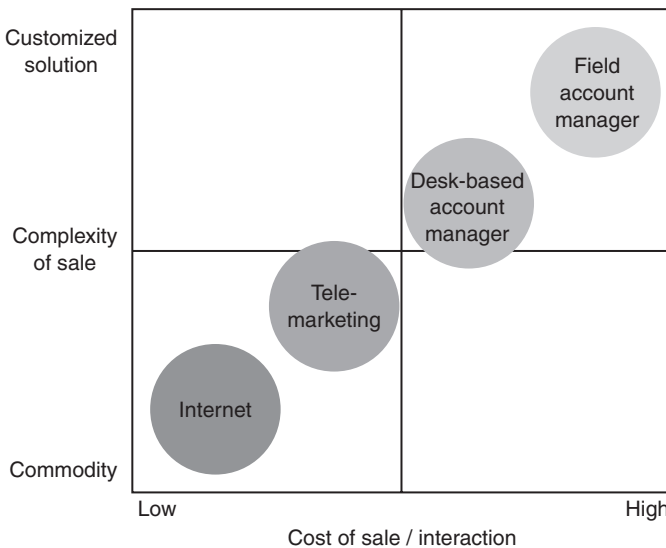 Customized
solution
Field
account
manager
Desk-based
account
manager
Complexity
of sale
Tele-
marketing
Internet
Commodity
Low
High
Cost of sale / interaction